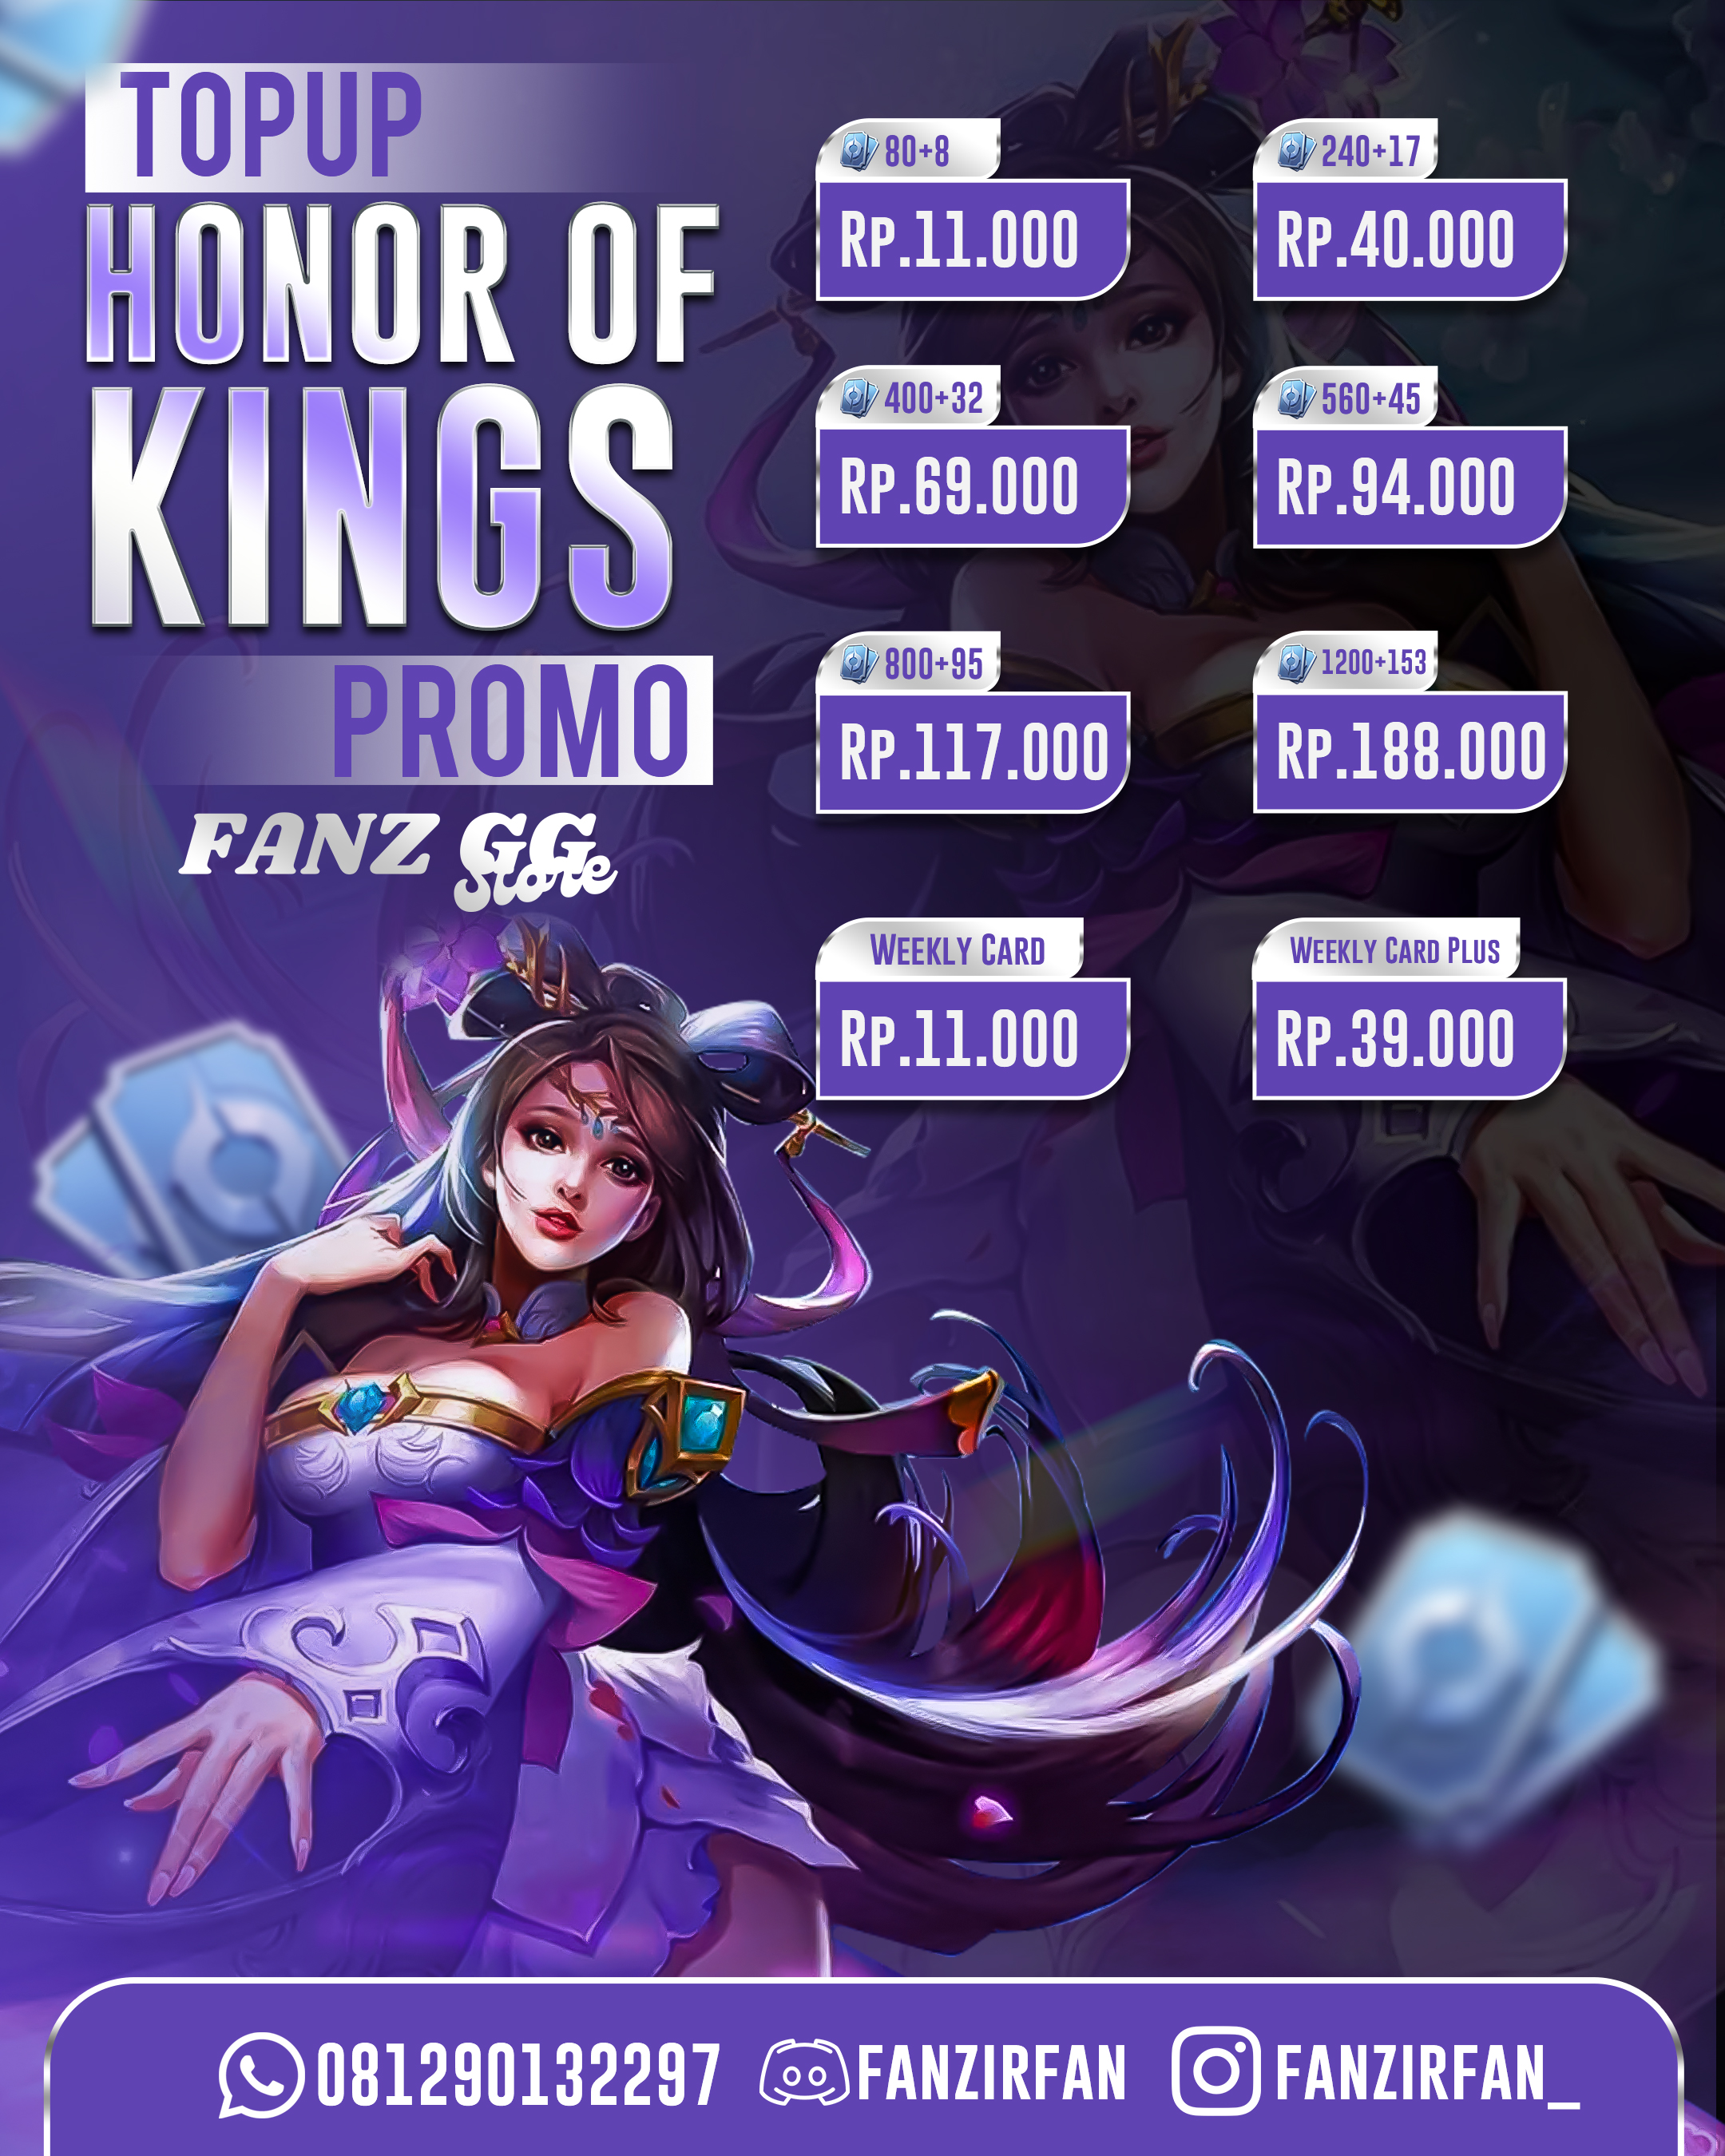 TOPUP
HONOR OF
KINGS
PROMO
FANZ GG
Store
80+8
Rp.11.000
240+17
Rp.40.000
400+32
Rp.69.000
560+45
Rp.94.000
800+95
Rp.117.000
1200+153
Rp.188.000
Weekly Card
Rp.11.000
Weekly Card Plus
Rp.39.000
081290132297 FANZIRFAN FANZIRFAN_